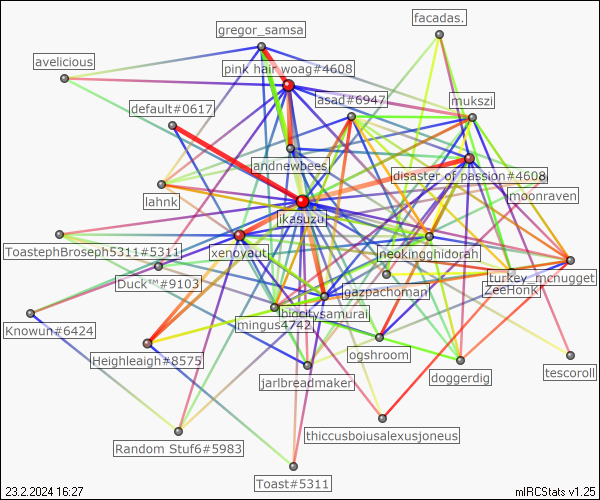 facadas.
gregor_samsa
avelicious
pink hair woag#4608
asad#6947
mukszi
default#0617
landnewbees
disaster of passion#4608
moonraven
lahnk
ikasuzu
ToastephBroseph5311#5311
xenoyaut
neokingghidorah
Duck™#9103
gazpachoman
turkey_mcnugget
ZeeHonk
bigcitysamurai
mingus4742
Knowun#6424
Heighleaigh#8575
ogshroom
jarlbreadmaker
doggerdig
tescoroll
thiccusboiusalexusjoneus
Random Stuf6#5983
Toast#5311
23.2.2024 16:27
mIRCStats v1.25